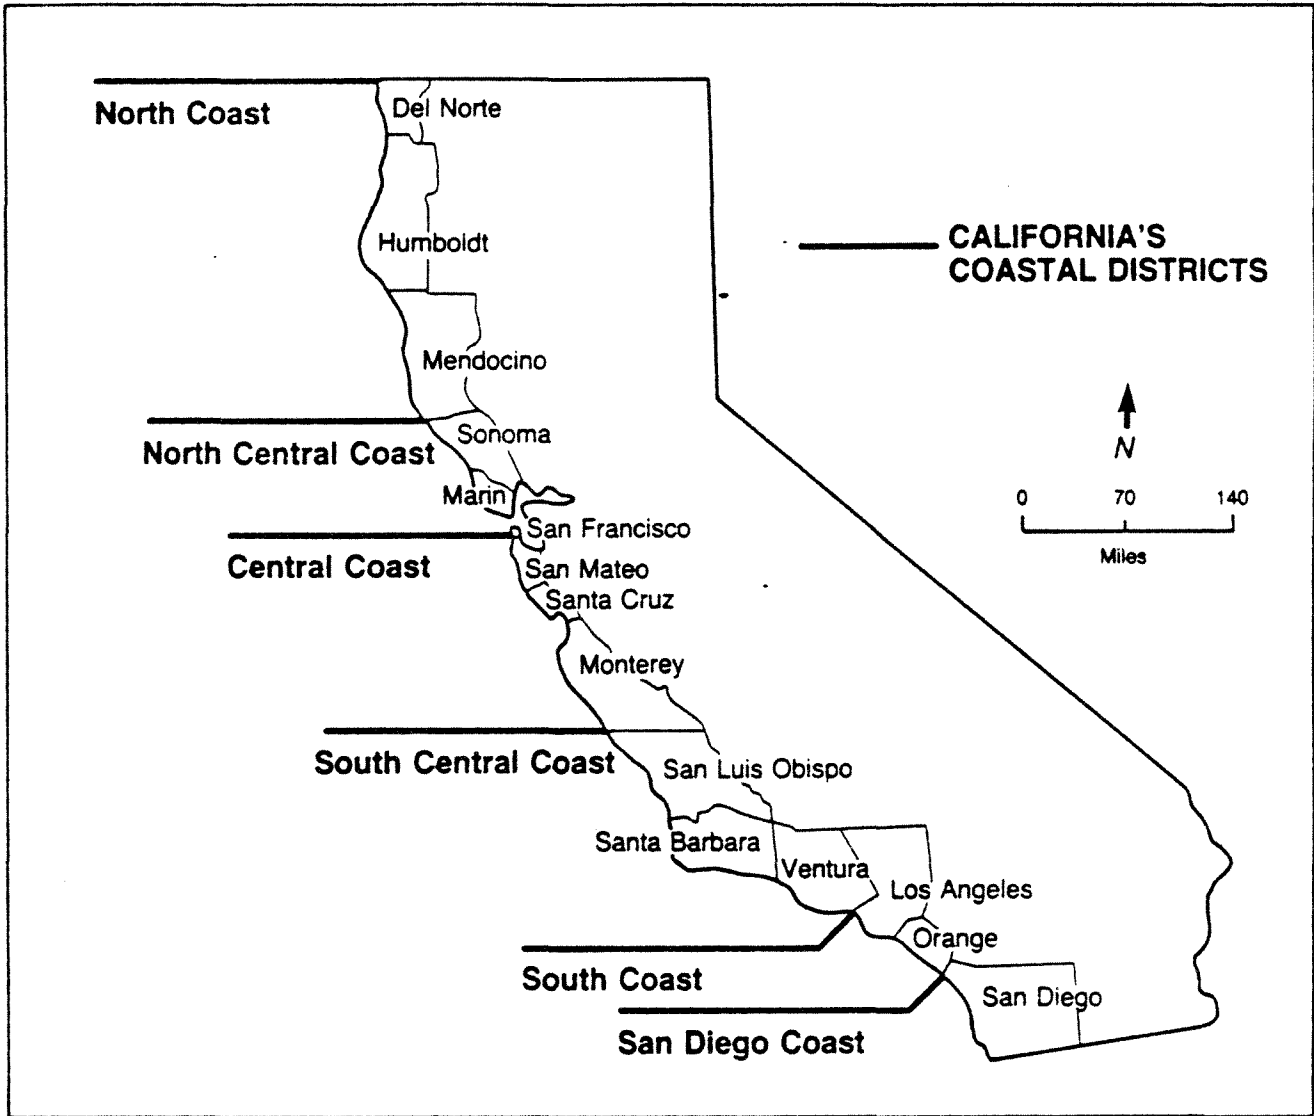 North Coast
Del Norte
Humboldt
CALIFORNIA'S
COASTAL DISTRICTS
Mendocino
North Central Coast
Sonoma
Marin
N
0 70 140
Miles
San Francisco
Central Coast
San Mateo
Santa Cruz
Monterey
South Central Coast
San Luis Obispo
Santa Barbara
Ventura
Los Angeles
Orange
South Coast
San Diego
San Diego Coast